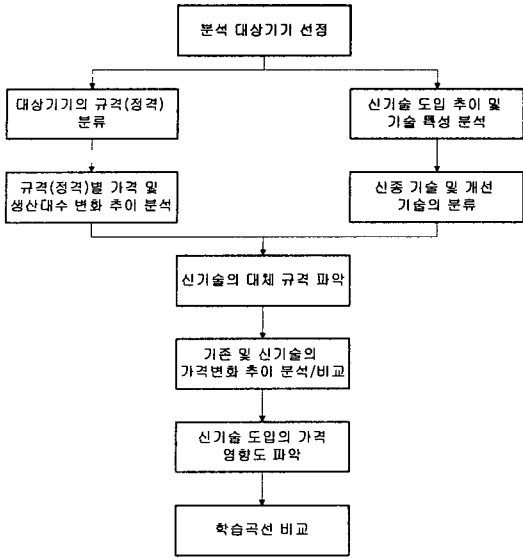 분석 대상기기 선정
대상기기의 규격(정격)
분류
신기술 도입 추이 및
기술 특성 분석
규격(정격)별 가격 및
생산대수 변화 추이 분석
신종 기술 및 개선
기술의 분류
신기술의 대체 규격 파악
기존 및 신기술의
가격변화 추이 분석/비교
신기술 도입의 가격
영향도 파악
학습곡선 비교